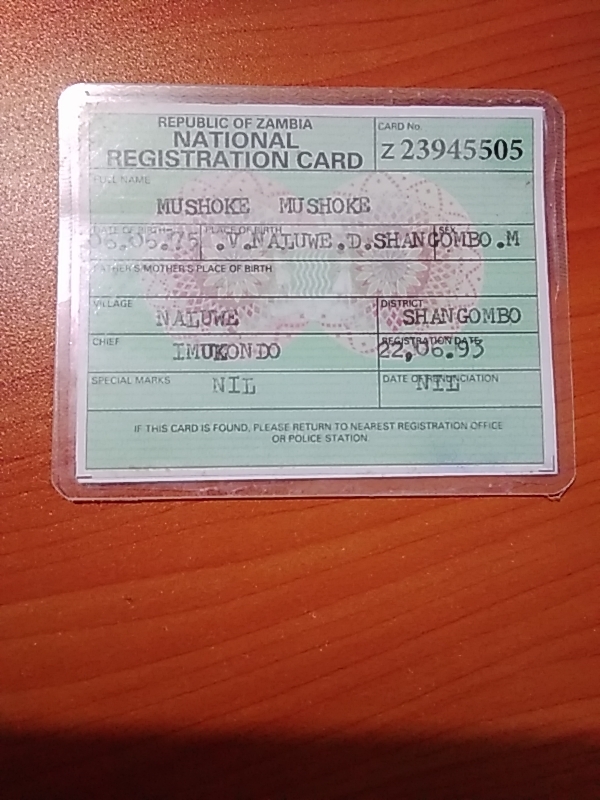 REPUBLIC OF ZAMBIA
NATIONAL
REGISTRATION CARD
CARD No.
Z 23945505
FULL NAME
MUSHOKE MUSHOKE
DATE OF BIRTH PLACE OF BIRTH SEX
.V.NALUWE.D.SHANGOMBO.M
FATHER'S/MOTHER'S PLACE OF BIRTH
VILLAGE DISTRICT
NALUWE SHANGOMBO
CHIEF REGISTRATION DATE
IMUKONDO 22,06.93
SPECIAL MARKS DATE OF RENUNCIATION
NIL NIL
IF THIS CARD IS FOUND, PLEASE RETURN TO NEAREST REGISTRATION OFFICE
OR POLICE STATION.